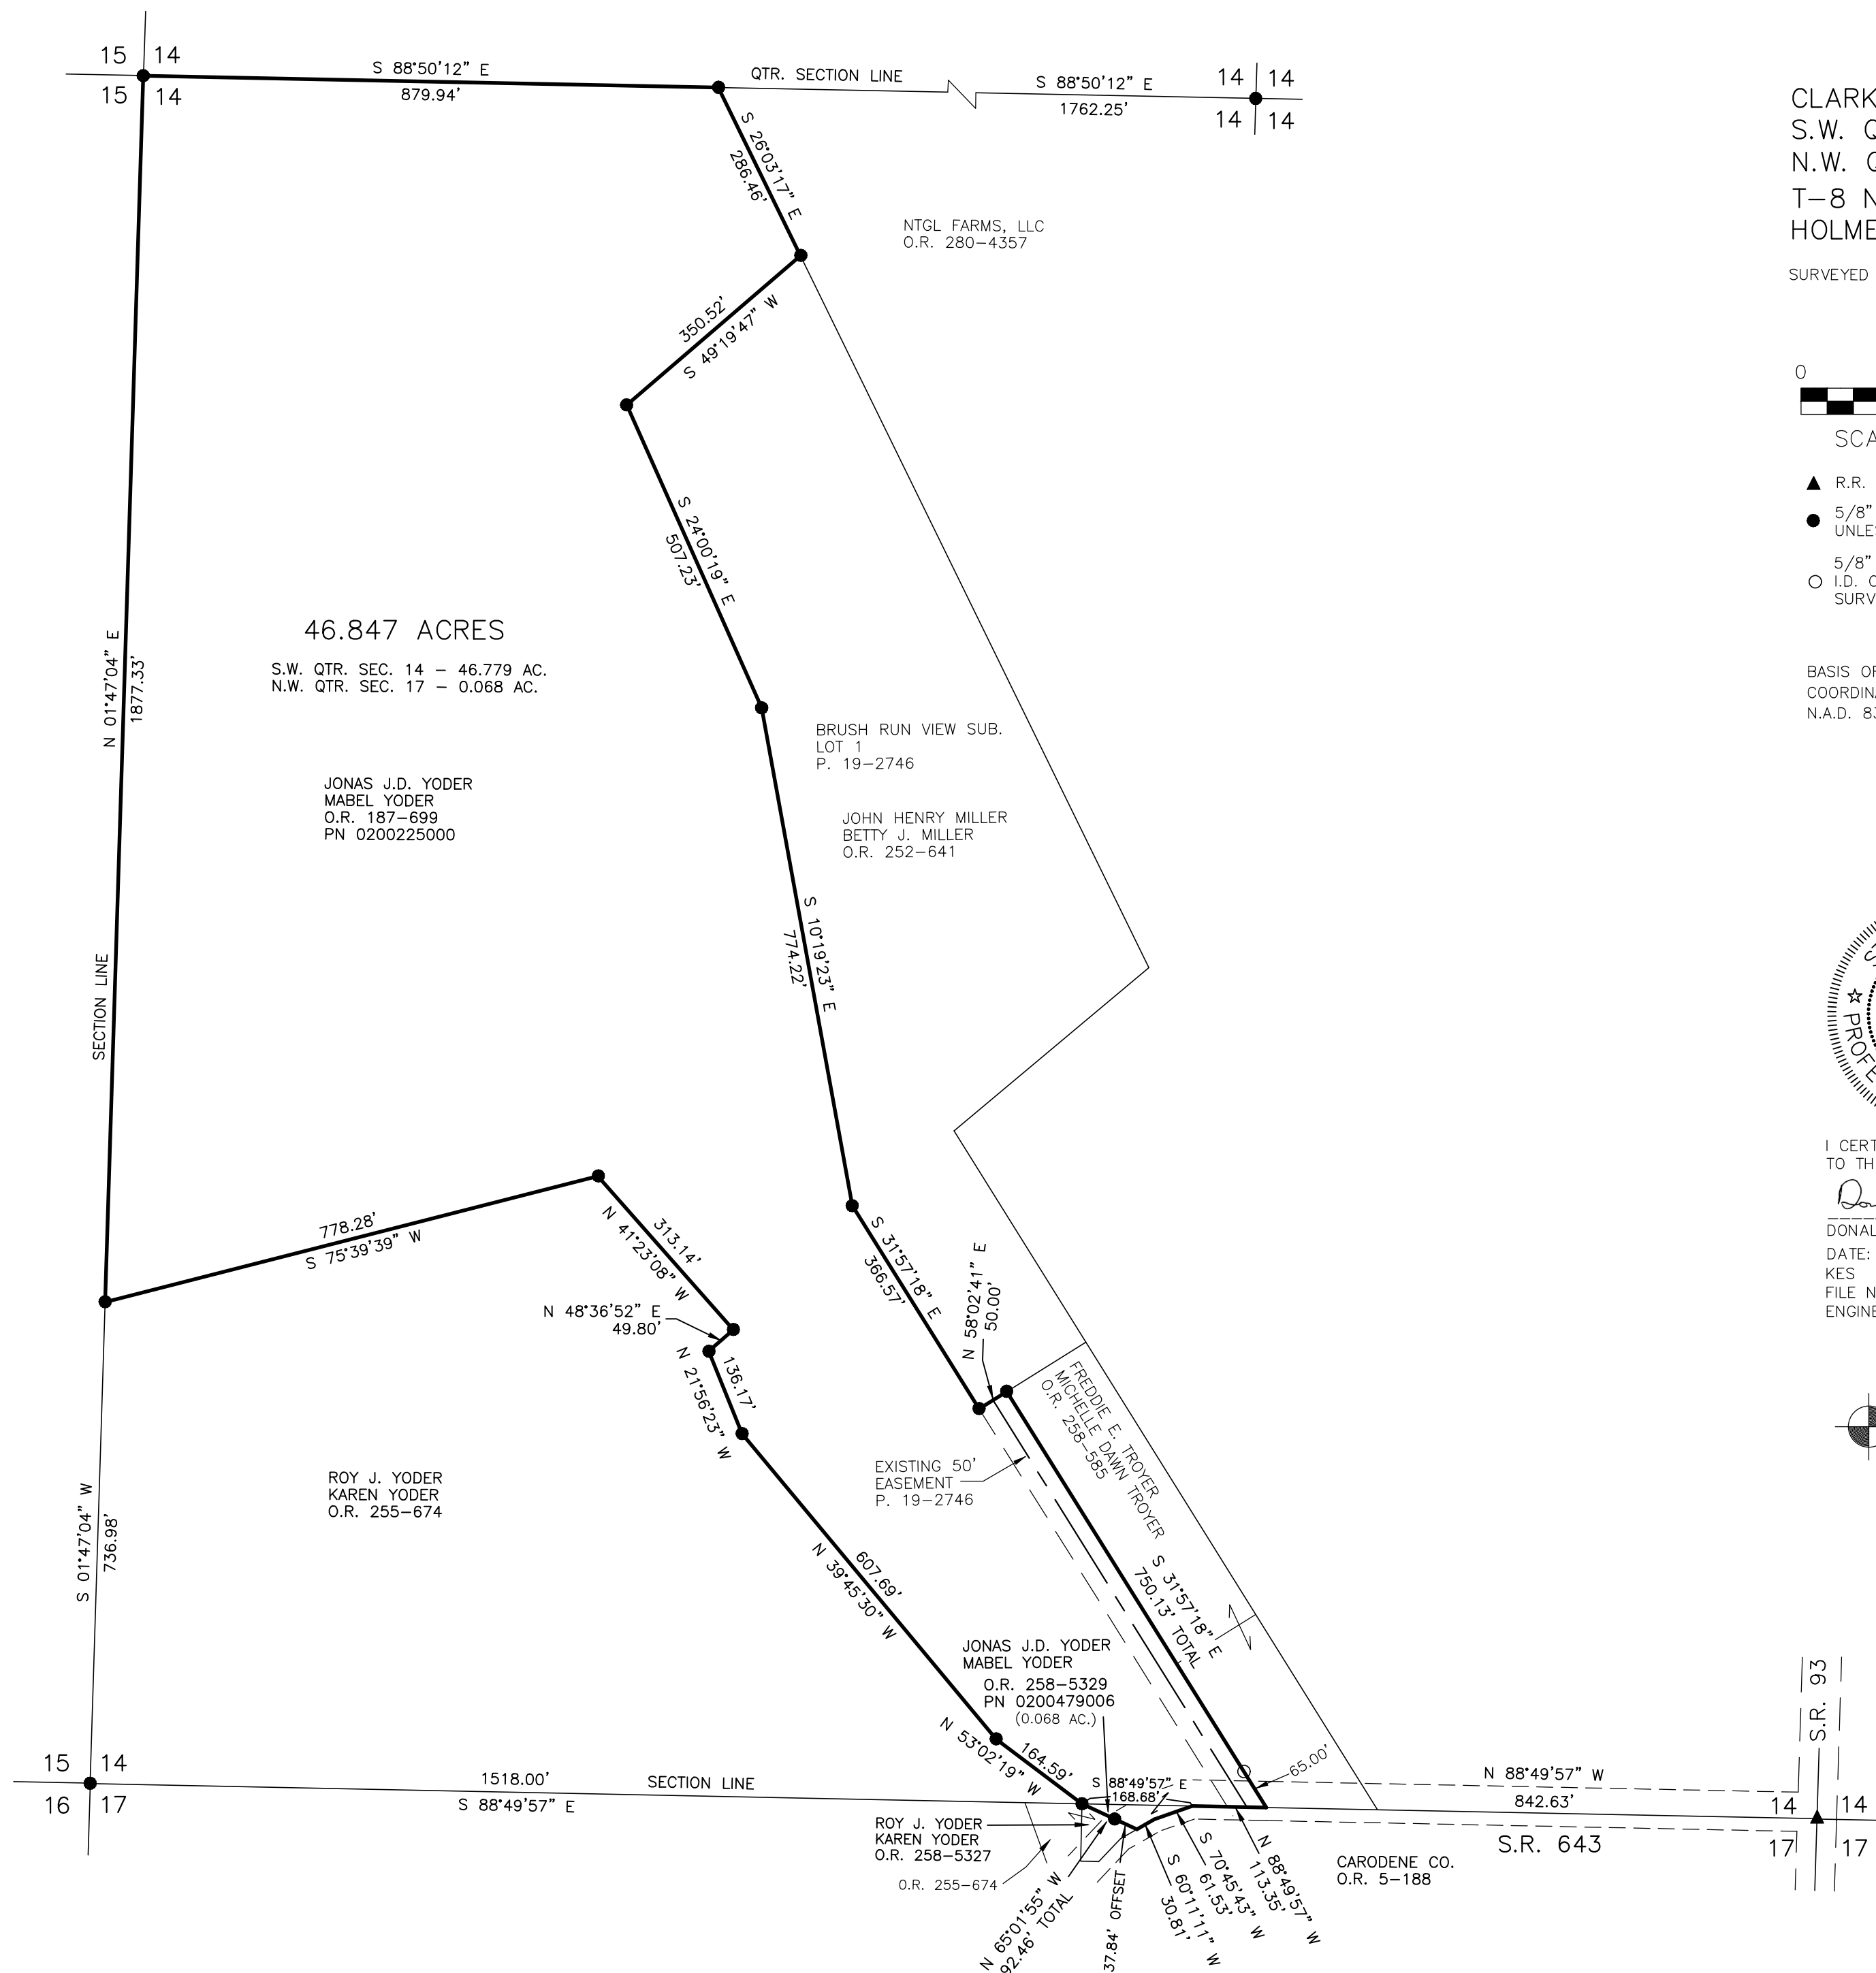 15 14
15 14
S 88°50'12" E
879.94'
QTR. SECTION LINE
S 88°50'12" E
1762.25'
14 14
14 14
CLARK
S.W. Q
N.W. Q
T-8 N
HOLME
SURVEYED
S 26°03'17" E
286.46'
NTGL FARMS, LLC
O.R. 280-4357
350.52'
S 49°19'47" W
0
SCA
R.R.
5/8"
UNLES
5/8"
I.D. C
SURV
S 24°00'19" E
507.23'
46.847 ACRES
S.W. QTR. SEC. 14 - 46.779 AC.
N.W. QTR. SEC. 17 - 0.068 AC.
N 01°47'04" E
1877.33'
BASIS OF
COORDINA
N.A.D. 83
BRUSH RUN VIEW SUB.
LOT 1
P. 19-2746
JONAS J.D. YODER
MABEL YODER
O.R. 187-699
PN 0200225000
JOHN HENRY MILLER
BETTY J. MILLER
O.R. 252-641
S 10°19'23" E
774.22'
SECTION LINE
PROFE
I CERT
TO TH
DONAL
DATE:
KES
FILE N
ENGINE
778.28'
S 75°39'39" W
313.14'
N 41°23'08" W
S 31°57'18" E
366.57'
N 58°02'41" E
50.00'
N 48°36'52" E
49.80'
136.17'
N 21°56'23" W
FREDDIE E. TROYER
MICHELLE DAWN TROYER
O.R. 258-585
EXISTING 50'
EASEMENT
P. 19-2746
ROY J. YODER
KAREN YODER
O.R. 255-674
S 01°47'04" W
736.98'
607.69'
N 39°45'30" W
S 31°57'18" E
750.13' TOTAL
JONAS J.D. YODER
MABEL YODER
O.R. 258-5329
PN 0200479006
(0.068 AC.)
S.R. 93
N 53°02'19" W
164.59'
65.00'
15 14
16 17
1518.00'
SECTION LINE
S 88°49'57" E
S 88°49'57" E
168.68'
N 88°49'57" W
842.63'
14 14
17 17
S.R. 643
ROY J. YODER
KAREN YODER
O.R. 258-5327
O.R. 255-674
CARODENE CO.
O.R. 5-188
N 65°01'55" W
92.46' TOTAL
37.84' OFFSET
S 60°11'11" W
30.81'
S 70°45'43" W
61.53'
N 88°49'57" W
113.35'